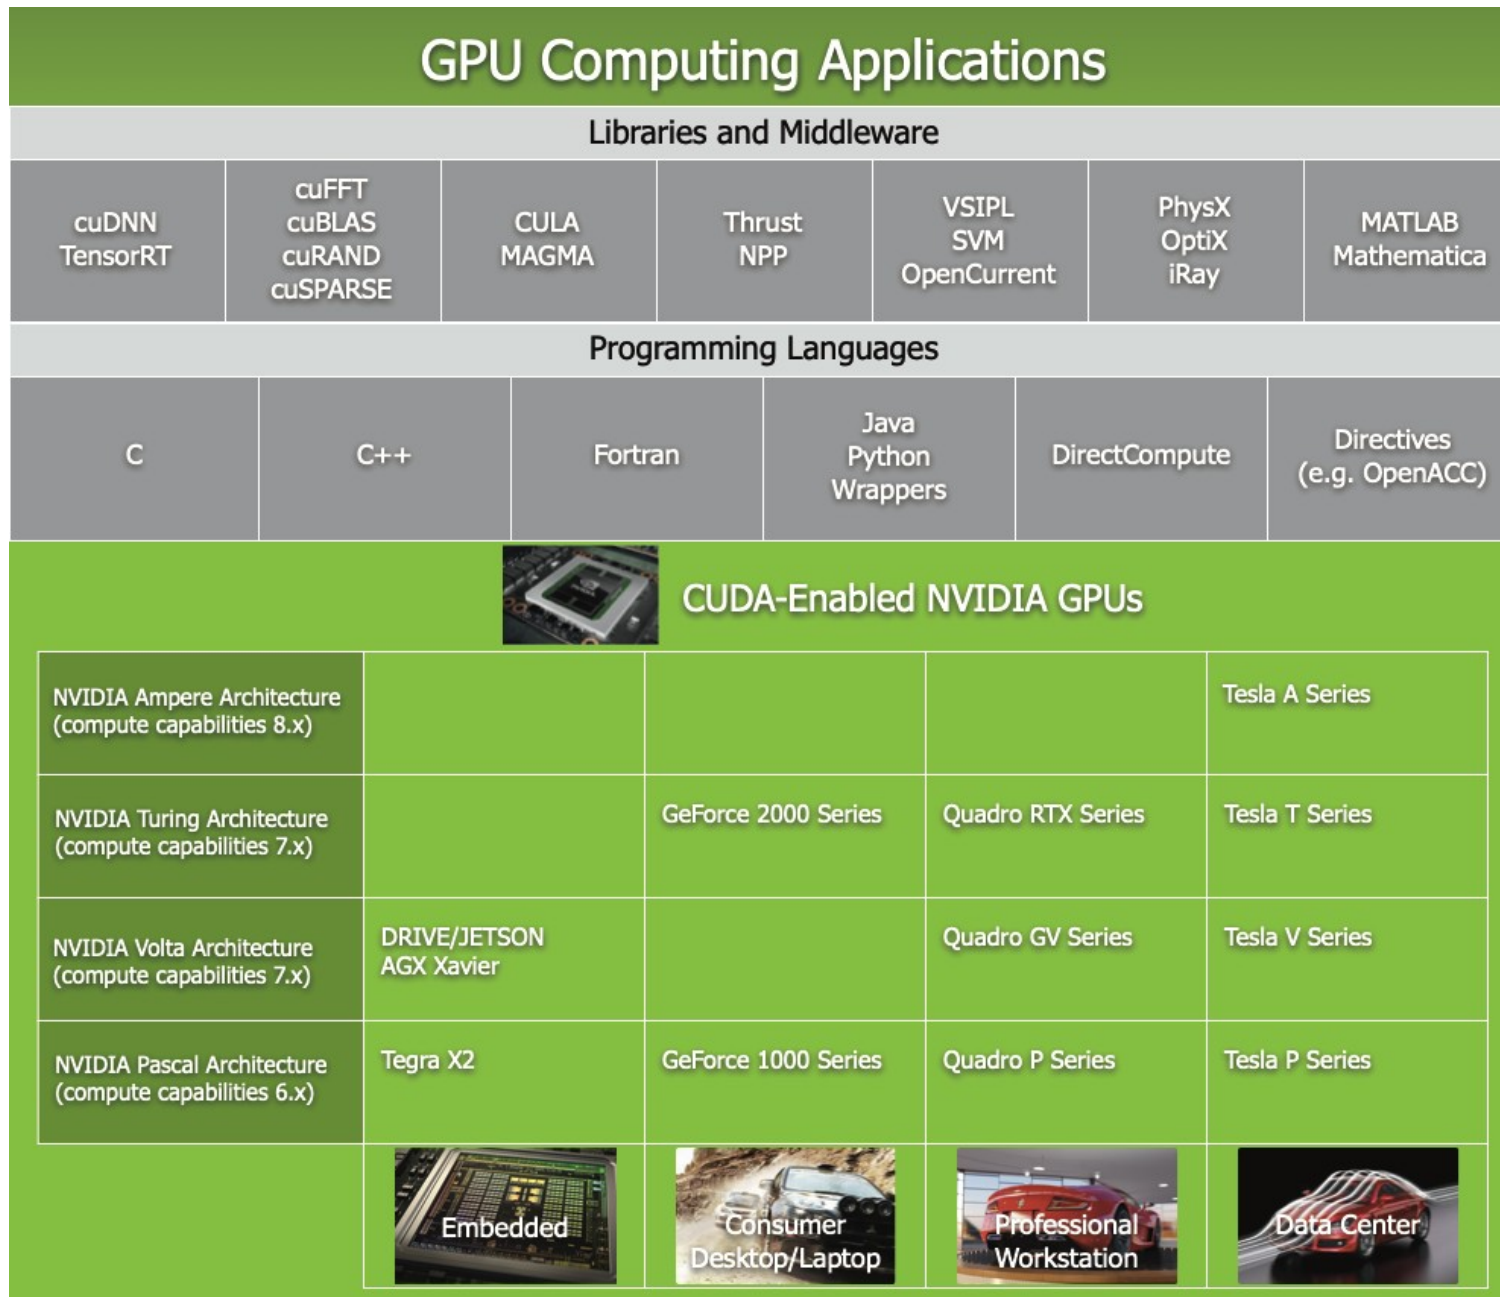 GPU Computing Applications
Libraries and Middleware
cuDNN
TensorRT
cuFFT
cuBLAS
cuRAND
cuSPARSE
CULA
MAGMA
Thrust
NPP
VSIPL
SVM
OpenCurrent
PhysX
OptiX
iRay
MATLAB
Mathematica
Programming Languages
C
C++
Fortran
Java
Python
Wrappers
DirectCompute
Directives
(e.g. OpenACC)
CUDA-Enabled NVIDIA GPUs
NVIDIA Ampere Architecture
(compute capabilities 8.x)
Tesla A Series
NVIDIA Turing Architecture
(compute capabilities 7.x)
GeForce 2000 Series
Quadro RTX Series
Tesla T Series
NVIDIA Volta Architecture
(compute capabilities 7.x)
DRIVE/JETSON
AGX Xavier
Quadro GV Series
Tesla V Series
NVIDIA Pascal Architecture
(compute capabilities 6.x)
Tegra X2
GeForce 1000 Series
Quadro P Series
Tesla P Series
Embedded
Consumer
Desktop/Laptop
Professional
Workstation
Data Center